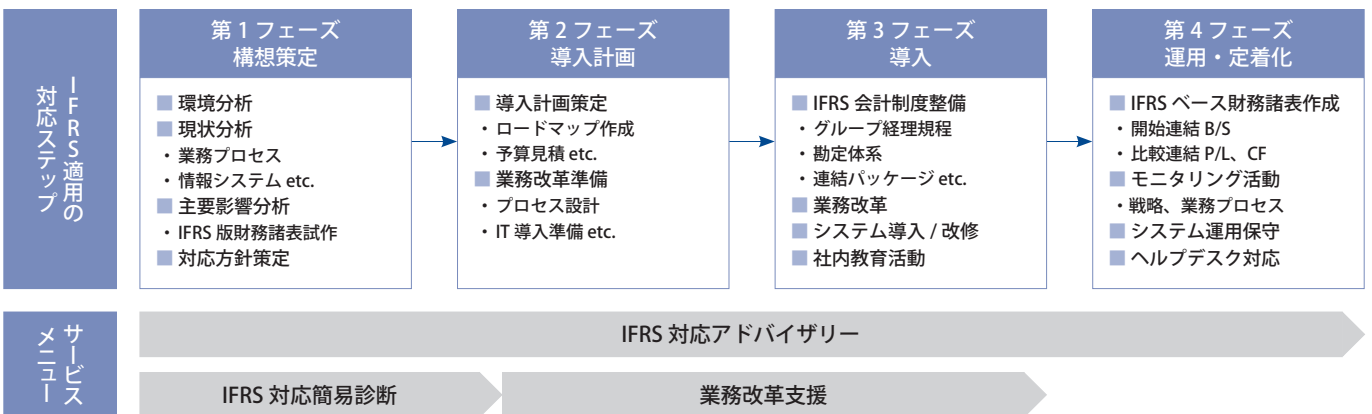 IFRS適用の
対応ステップ
第 1 フェーズ
構想策定
■ 環境分析
■ 現状分析
・業務プロセス
・情報システム etc.
■ 主要影響分析
・IFRS 版財務諸表試作
■ 対応方針策定
第 2 フェーズ
導入計画
■ 導入計画策定
・ロードマップ作成
・予算見積 etc.
■ 業務改革準備
・プロセス設計
・IT 導入準備 etc.
第 3 フェーズ
導入
■ IFRS 会計制度整備
・グループ経理規程
・勘定体系
・連結パッケージ etc.
■ 業務改革
■ システム導入 / 改修
■ 社内教育活動
第 4 フェーズ
運用・定着化
■ IFRS ベース財務諸表作成
・開始連結 B/S
・比較連結 P/L、CF
■ モニタリング活動
・戦略、業務プロセス
■ システム運用保守
■ ヘルプデスク対応
サービス
メニュー
IFRS 対応アドバイザリー
IFRS 対応簡易診断
業務改革支援